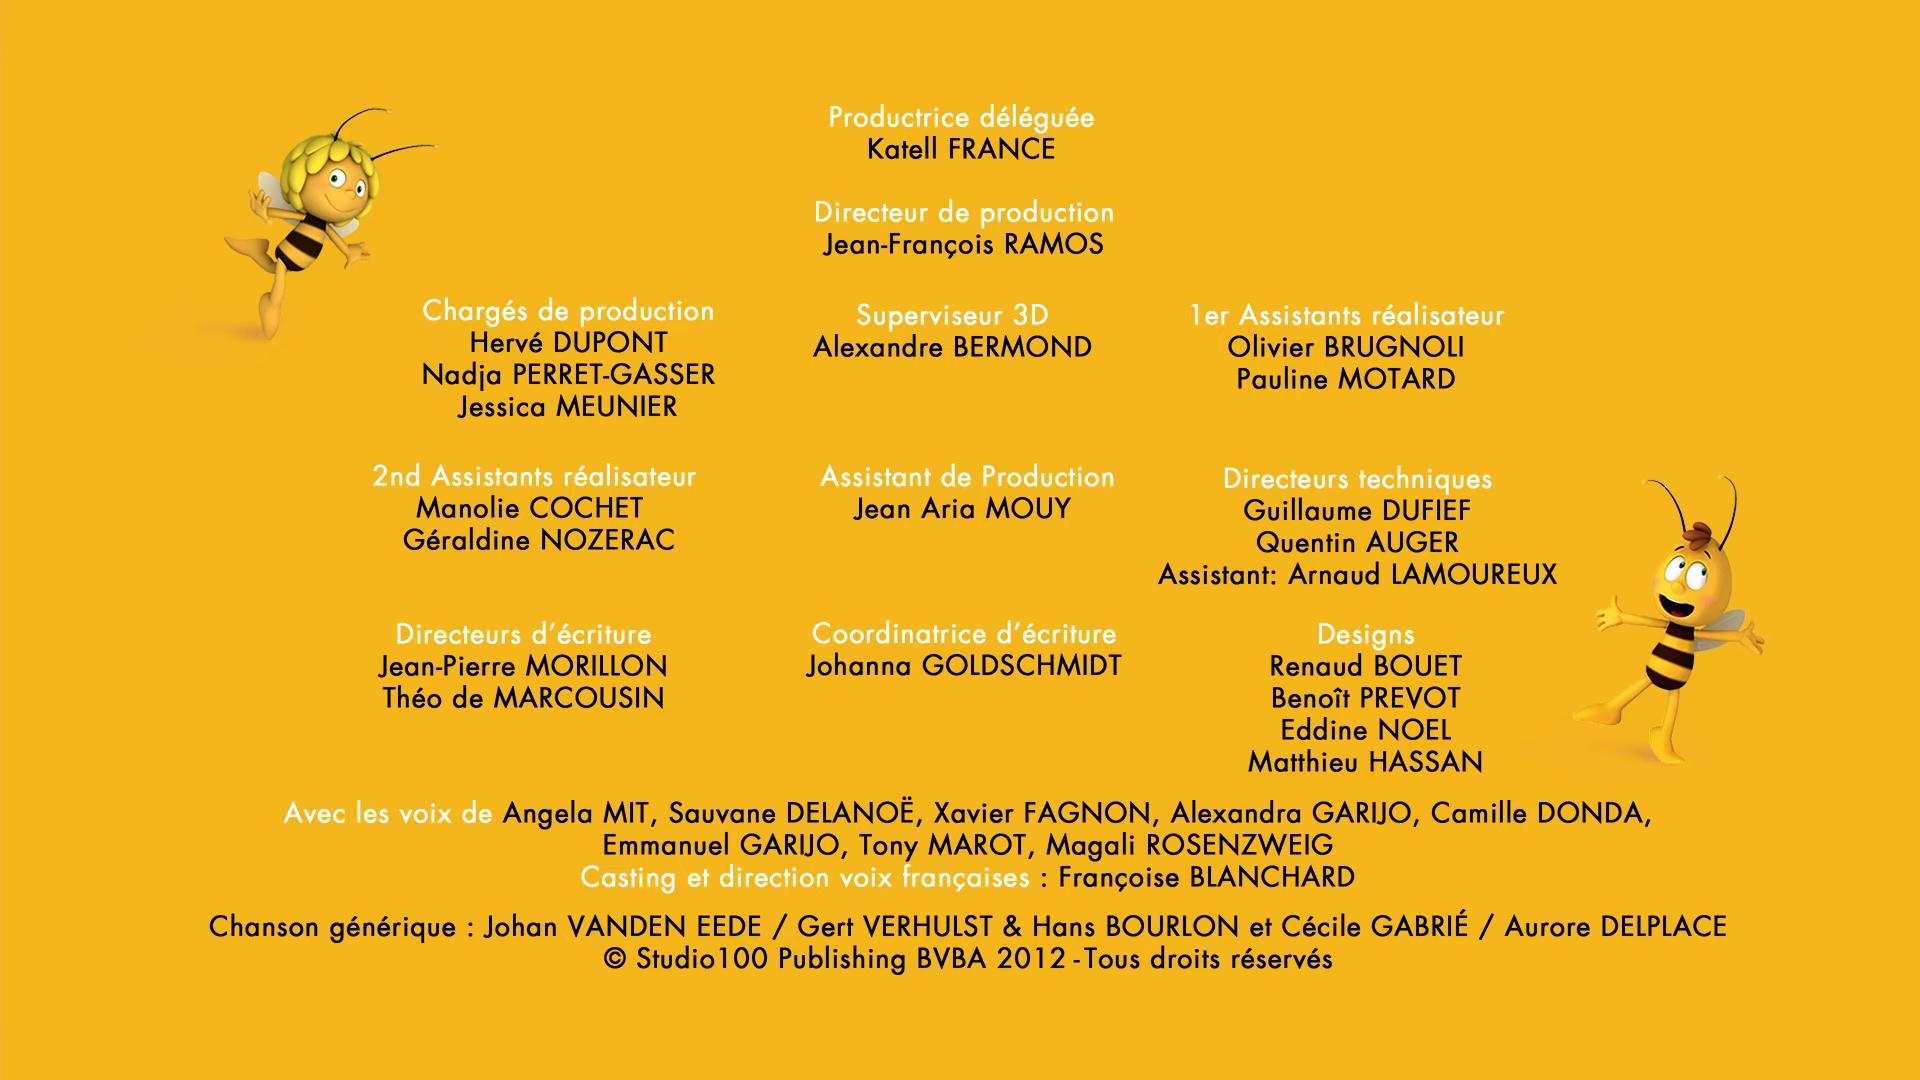 Productrice déléguée
Katell FRANCE
Directeur de production
Jean-François RAMOS
Chargés de production
Hervé DUPONT
Nadja PERRET-GASSER
Jessica MEUNIER
Superviseur 3D
Alexandre BERMOND
1er Assistants réalisateur
Olivier BRUGNOLI
Pauline MOTARD
2nd Assistants réalisateur
Manolie COCHET
Géraldine NOZERAC
Assistant de Production
Jean Aria MOUY
Directeurs techniques
Guillaume DUFIEF
Quentin AUGER
Assistant: Arnaud LAMOUREUX
Directeurs d’écriture
Jean-Pierre MORILLON
Théo de MARCOUSIN
Coordinatrice d’écriture
Johanna GOLDSCHMIDT
Designs
Renaud BOUET
Benoît PREVOT
Eddine NOEL
Matthieu HASSAN
Avec les voix de Angela MIT, Sauvane DELANOË, Xavier FAGNON, Alexandra GARIJO, Camille DONDA,
Emmanuel GARIJO, Tony MAROT, Magali ROSENZWEIG
Casting et direction voix françaises : Françoise BLANCHARD
Chanson générique : Johan VANDEN EEDE / Gert VERHULST & Hans BOURLON et Cécile GABRIÉ / Aurore DELPLACE
© Studio100 Publishing BVBA 2012 - Tous droits réservés